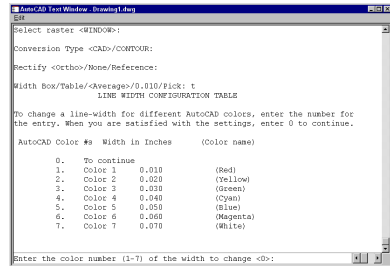 AutoCAD Text Window - Drawing1.dwg
Edit
Select raster <WINDOW>:
Conversion Type <CAD>/CONTOUR:
Rectify <Ortho>/None/Reference:
Width Box/Table/<Average>/0.010/Pick: t
LINE WIDTH CONFIGURATION TABLE
To change a line-width for different AutoCAD colors, enter the number for
the entry. When you are satisfied with the settings, enter 0 to continue.
AutoCAD Color #s Width in Inches (Color name)
0. To continue
1. Color 1 0.010 (Red)
2. Color 2 0.020 (Yellow)
3. Color 3 0.030 (Green)
4. Color 4 0.040 (Cyan)
5. Color 5 0.050 (Blue)
6. Color 6 0.060 (Magenta)
7. Color 7 0.070 (White)
Enter the color number (1-7) of the width to change <0>: